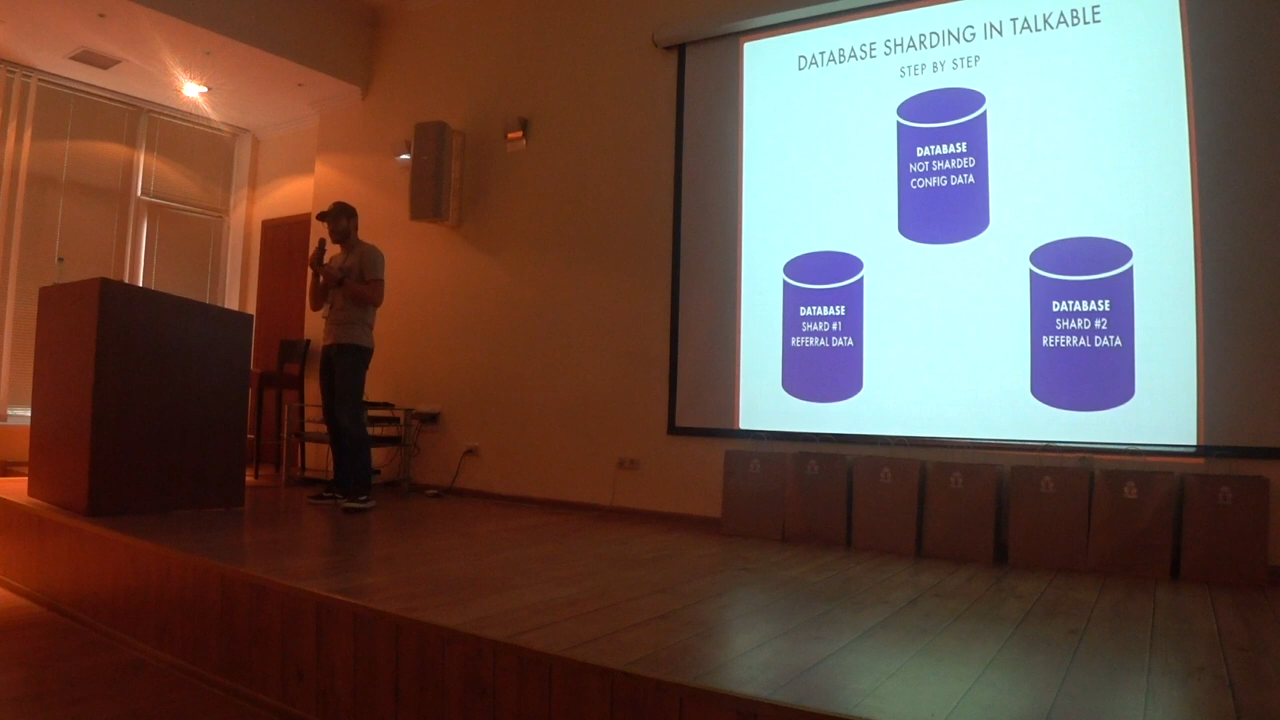 DATABASE SHARDING IN TALKABLE
STEP BY STEP
DATABASE
NOT SHARDED
CONFIG DATA
DATABASE
SHARD #1
REFERRAL DATA
DATABASE
SHARD #2
REFERRAL DATA